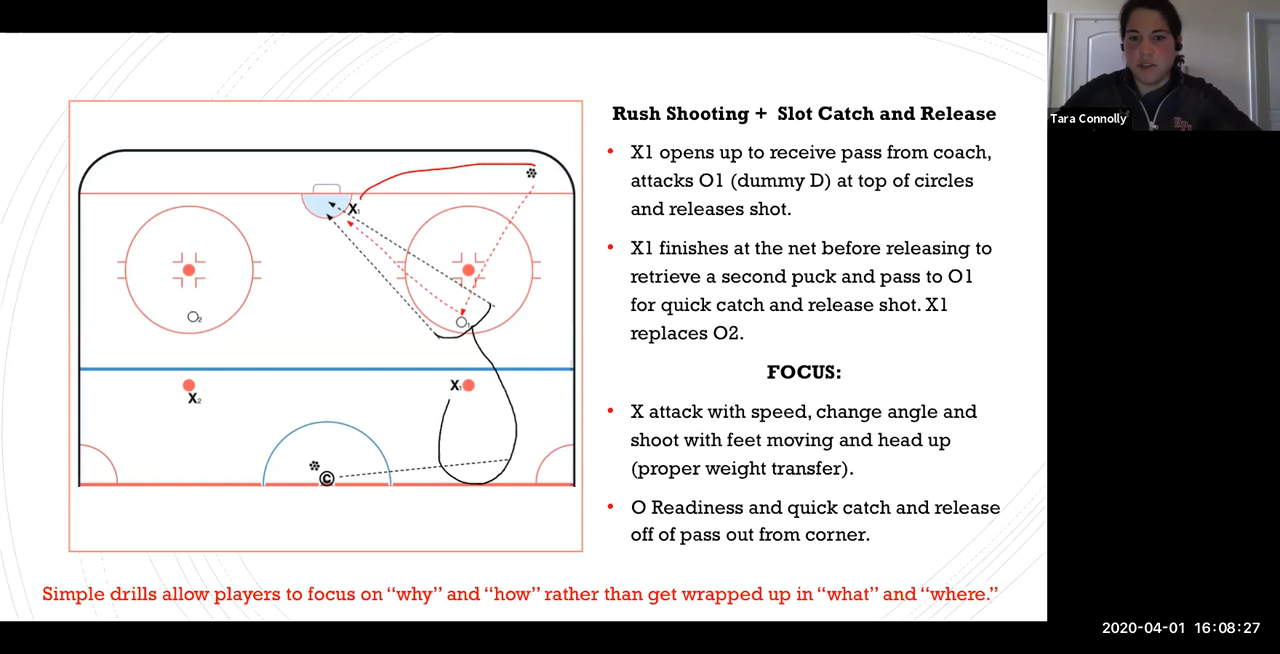 Rush Shooting + Slot Catch and Release
• X1 opens up to receive pass from coach,
attacks O1 (dummy D) at top of circles
and releases shot.
• X1 finishes at the net before releasing to
retrieve a second puck and pass to O1
for quick catch and release shot. X1
replaces O2.
FOCUS:
• X attack with speed, change angle and
shoot with feet moving and head up
(proper weight transfer).
• O Readiness and quick catch and release
off of pass out from corner.
X1
O2
O1
X1
X2
C
Simple drills allow players to focus on “why” and “how” rather than get wrapped up in “what” and “where.”
Tara Connolly
2020-04-01 16:08:27